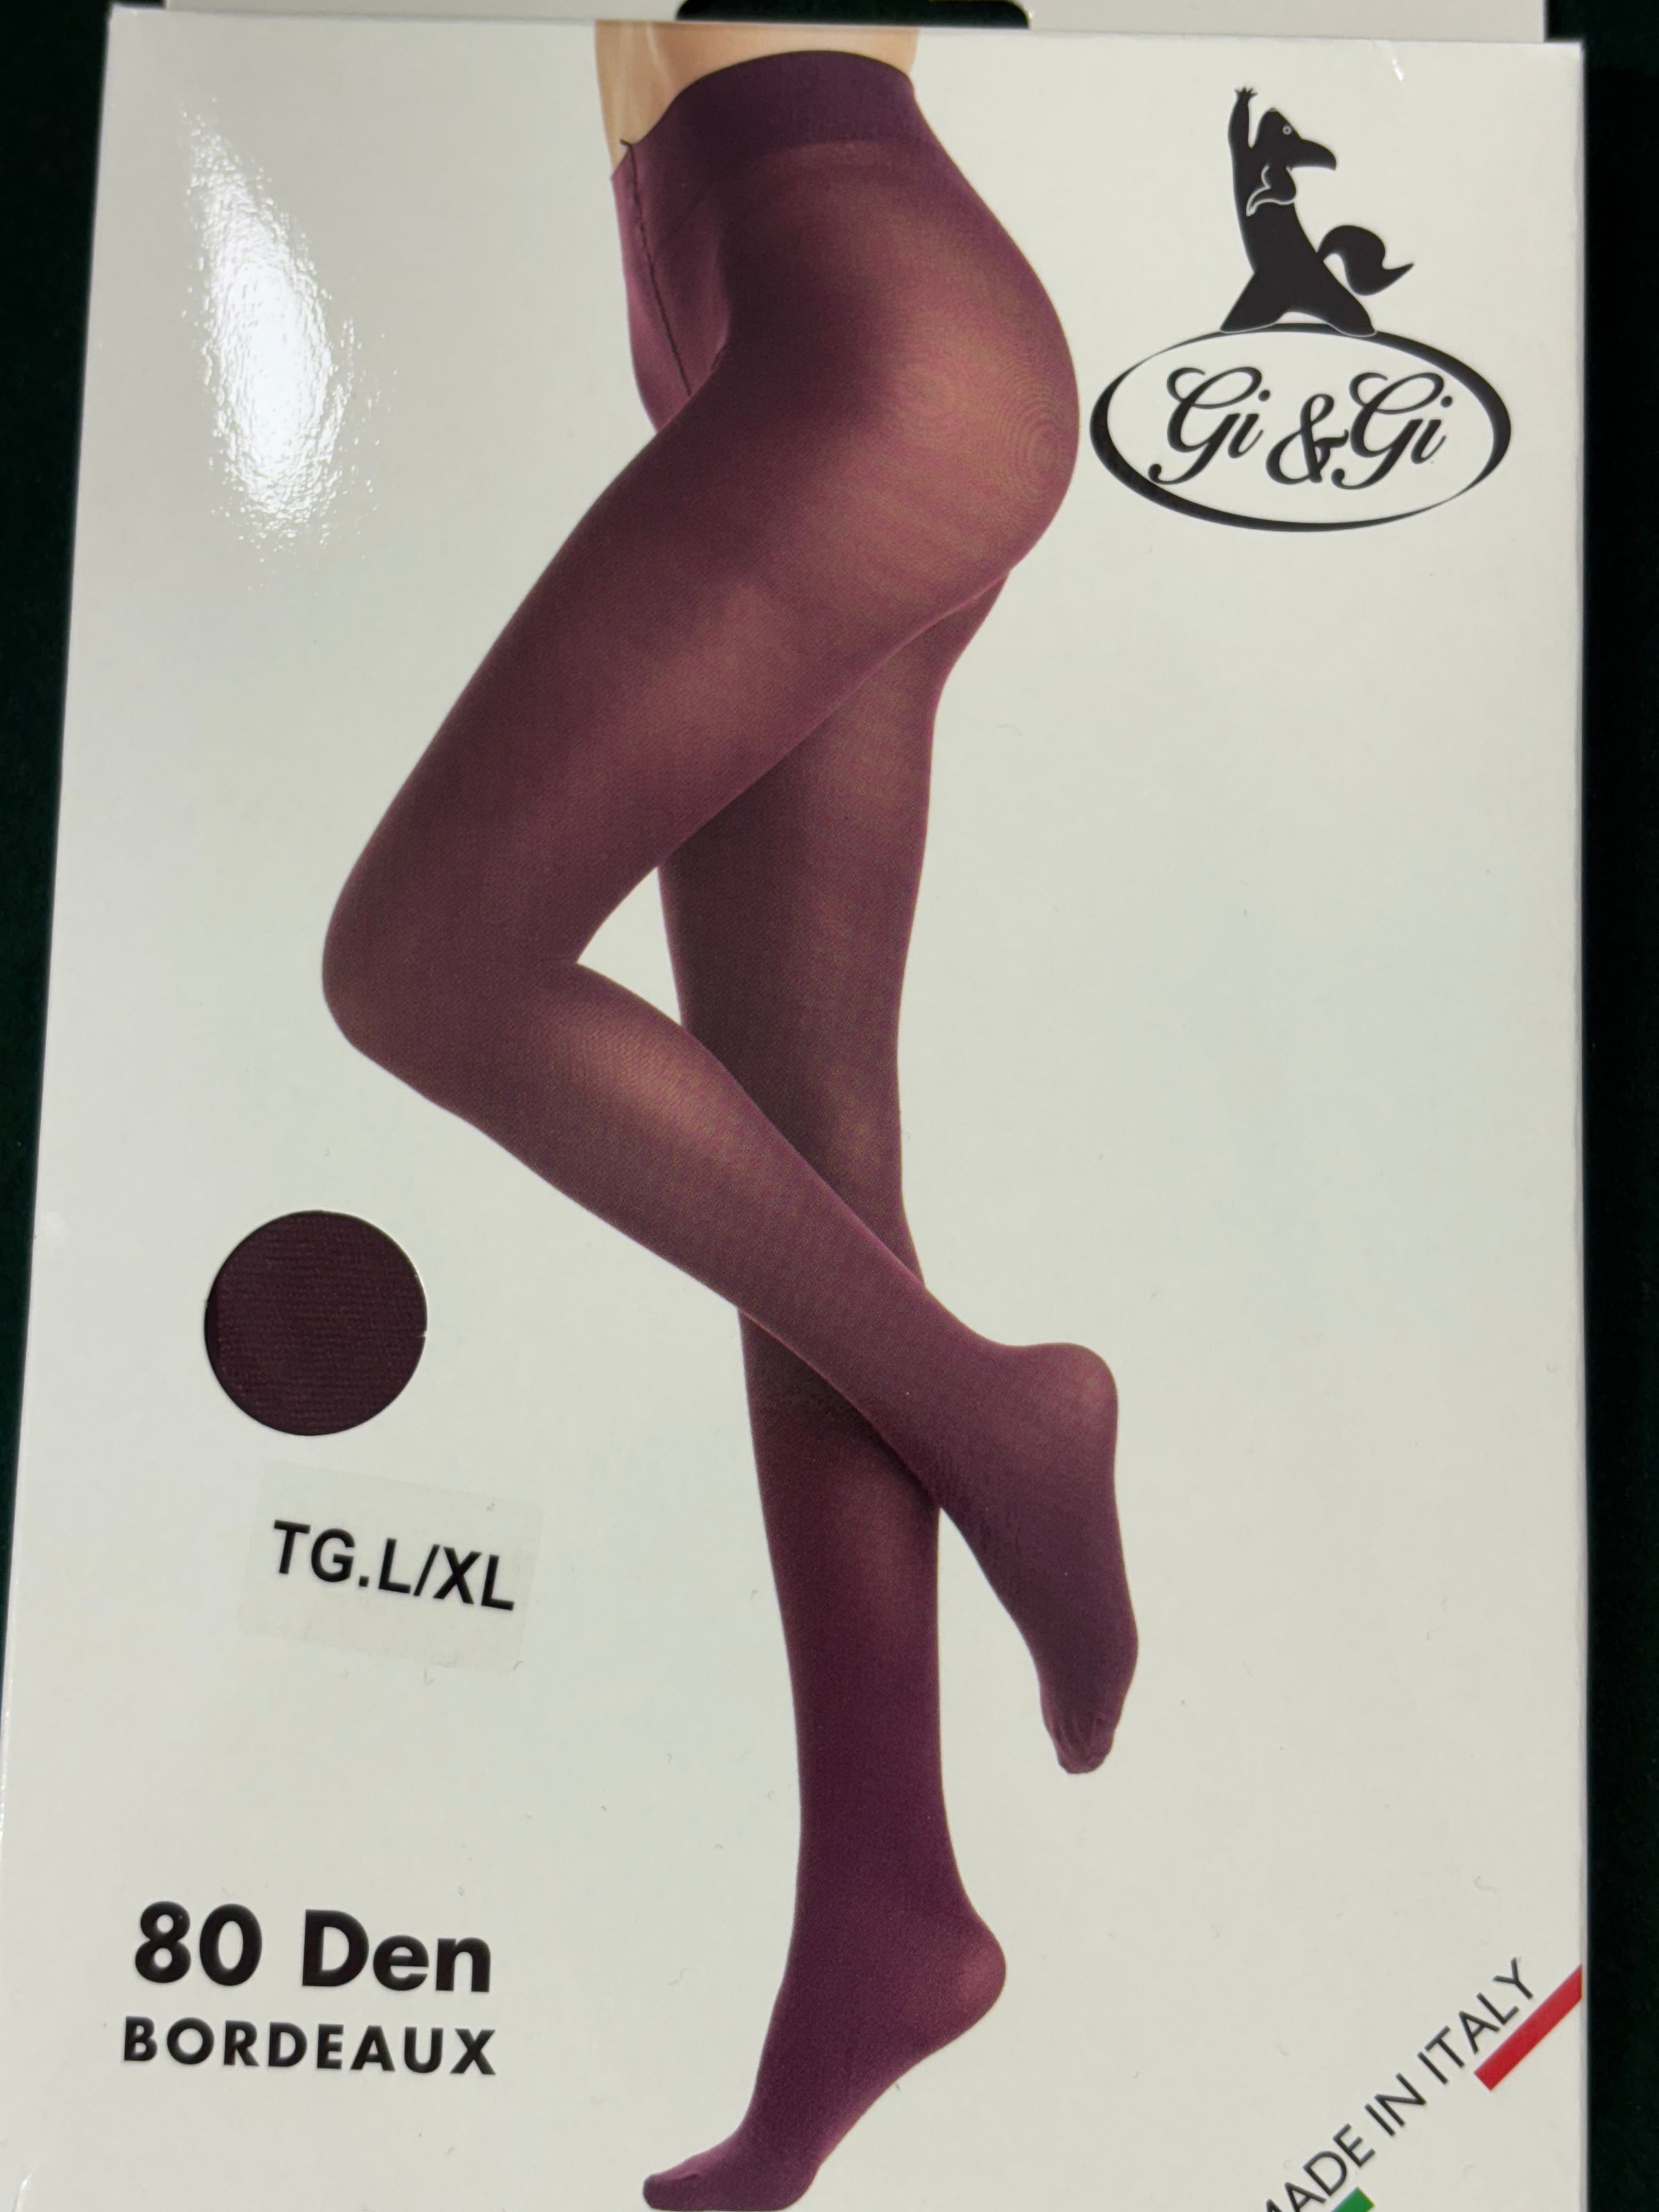 Gi & Gi
TG.L/XL
80 Den
BORDEAUX
MADE IN ITALY